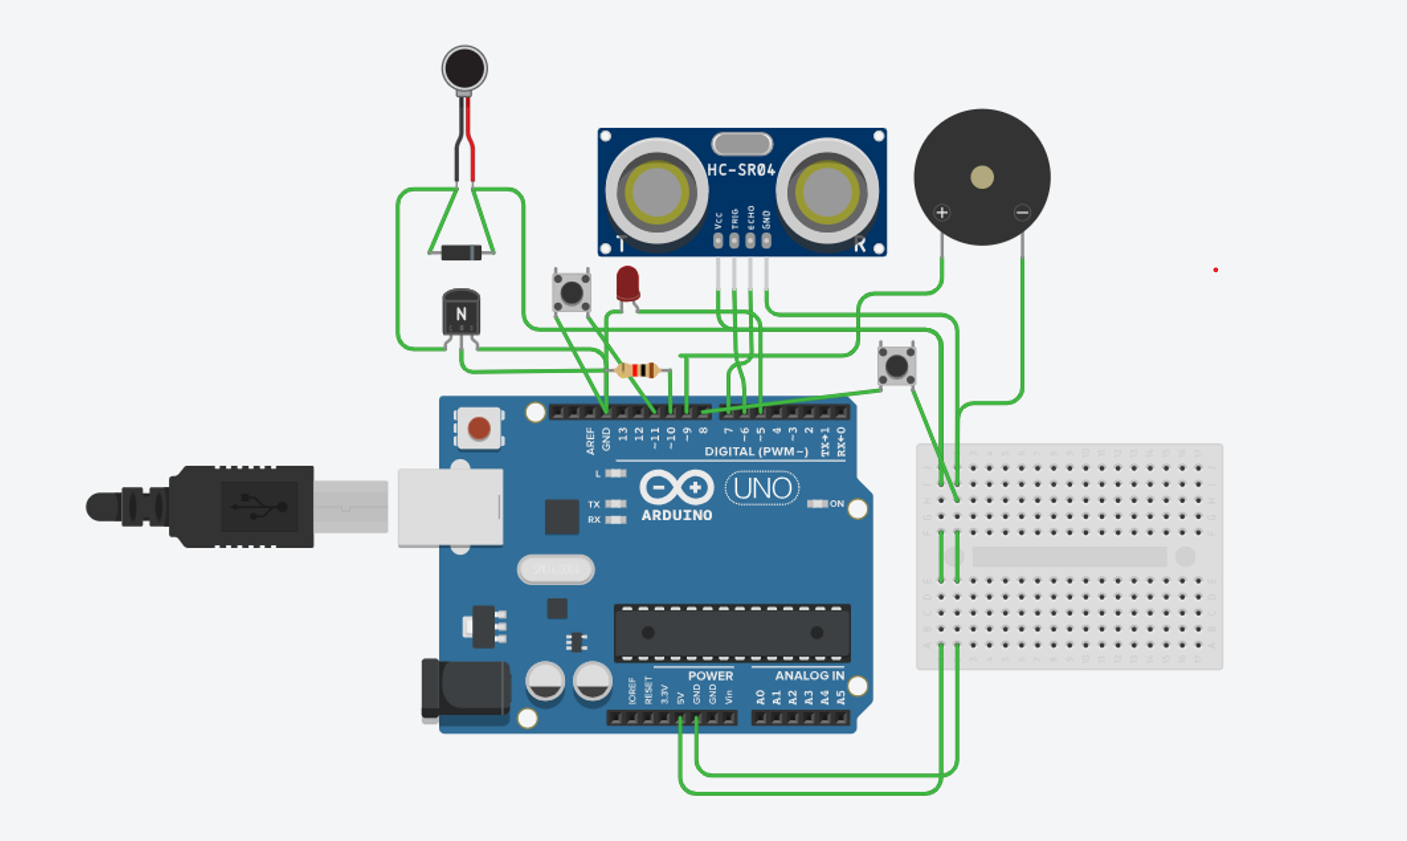 HC-SR04
VCC
TRIG
ECHO
GND
T
R
+
−
N
AREF
GND
13
12
~11
~10
~9
8
7
~6
~5
4
~3
2
TX→1
RX←0
DIGITAL (PWM~)
L
TX
RX
ARDUINO
UNO
ON
POWER
ANALOG IN
IOREF
RESET
3.3V
5V
GND
GND
Vin
A0
A1
A2
A3
A4
A5